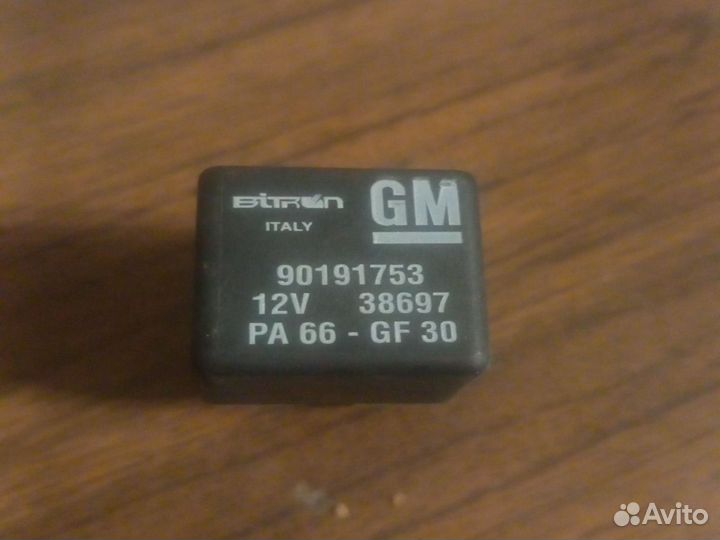 BITRON GM
ITALY
90191753
12V 38697
PA 66 - GF 30
Avito